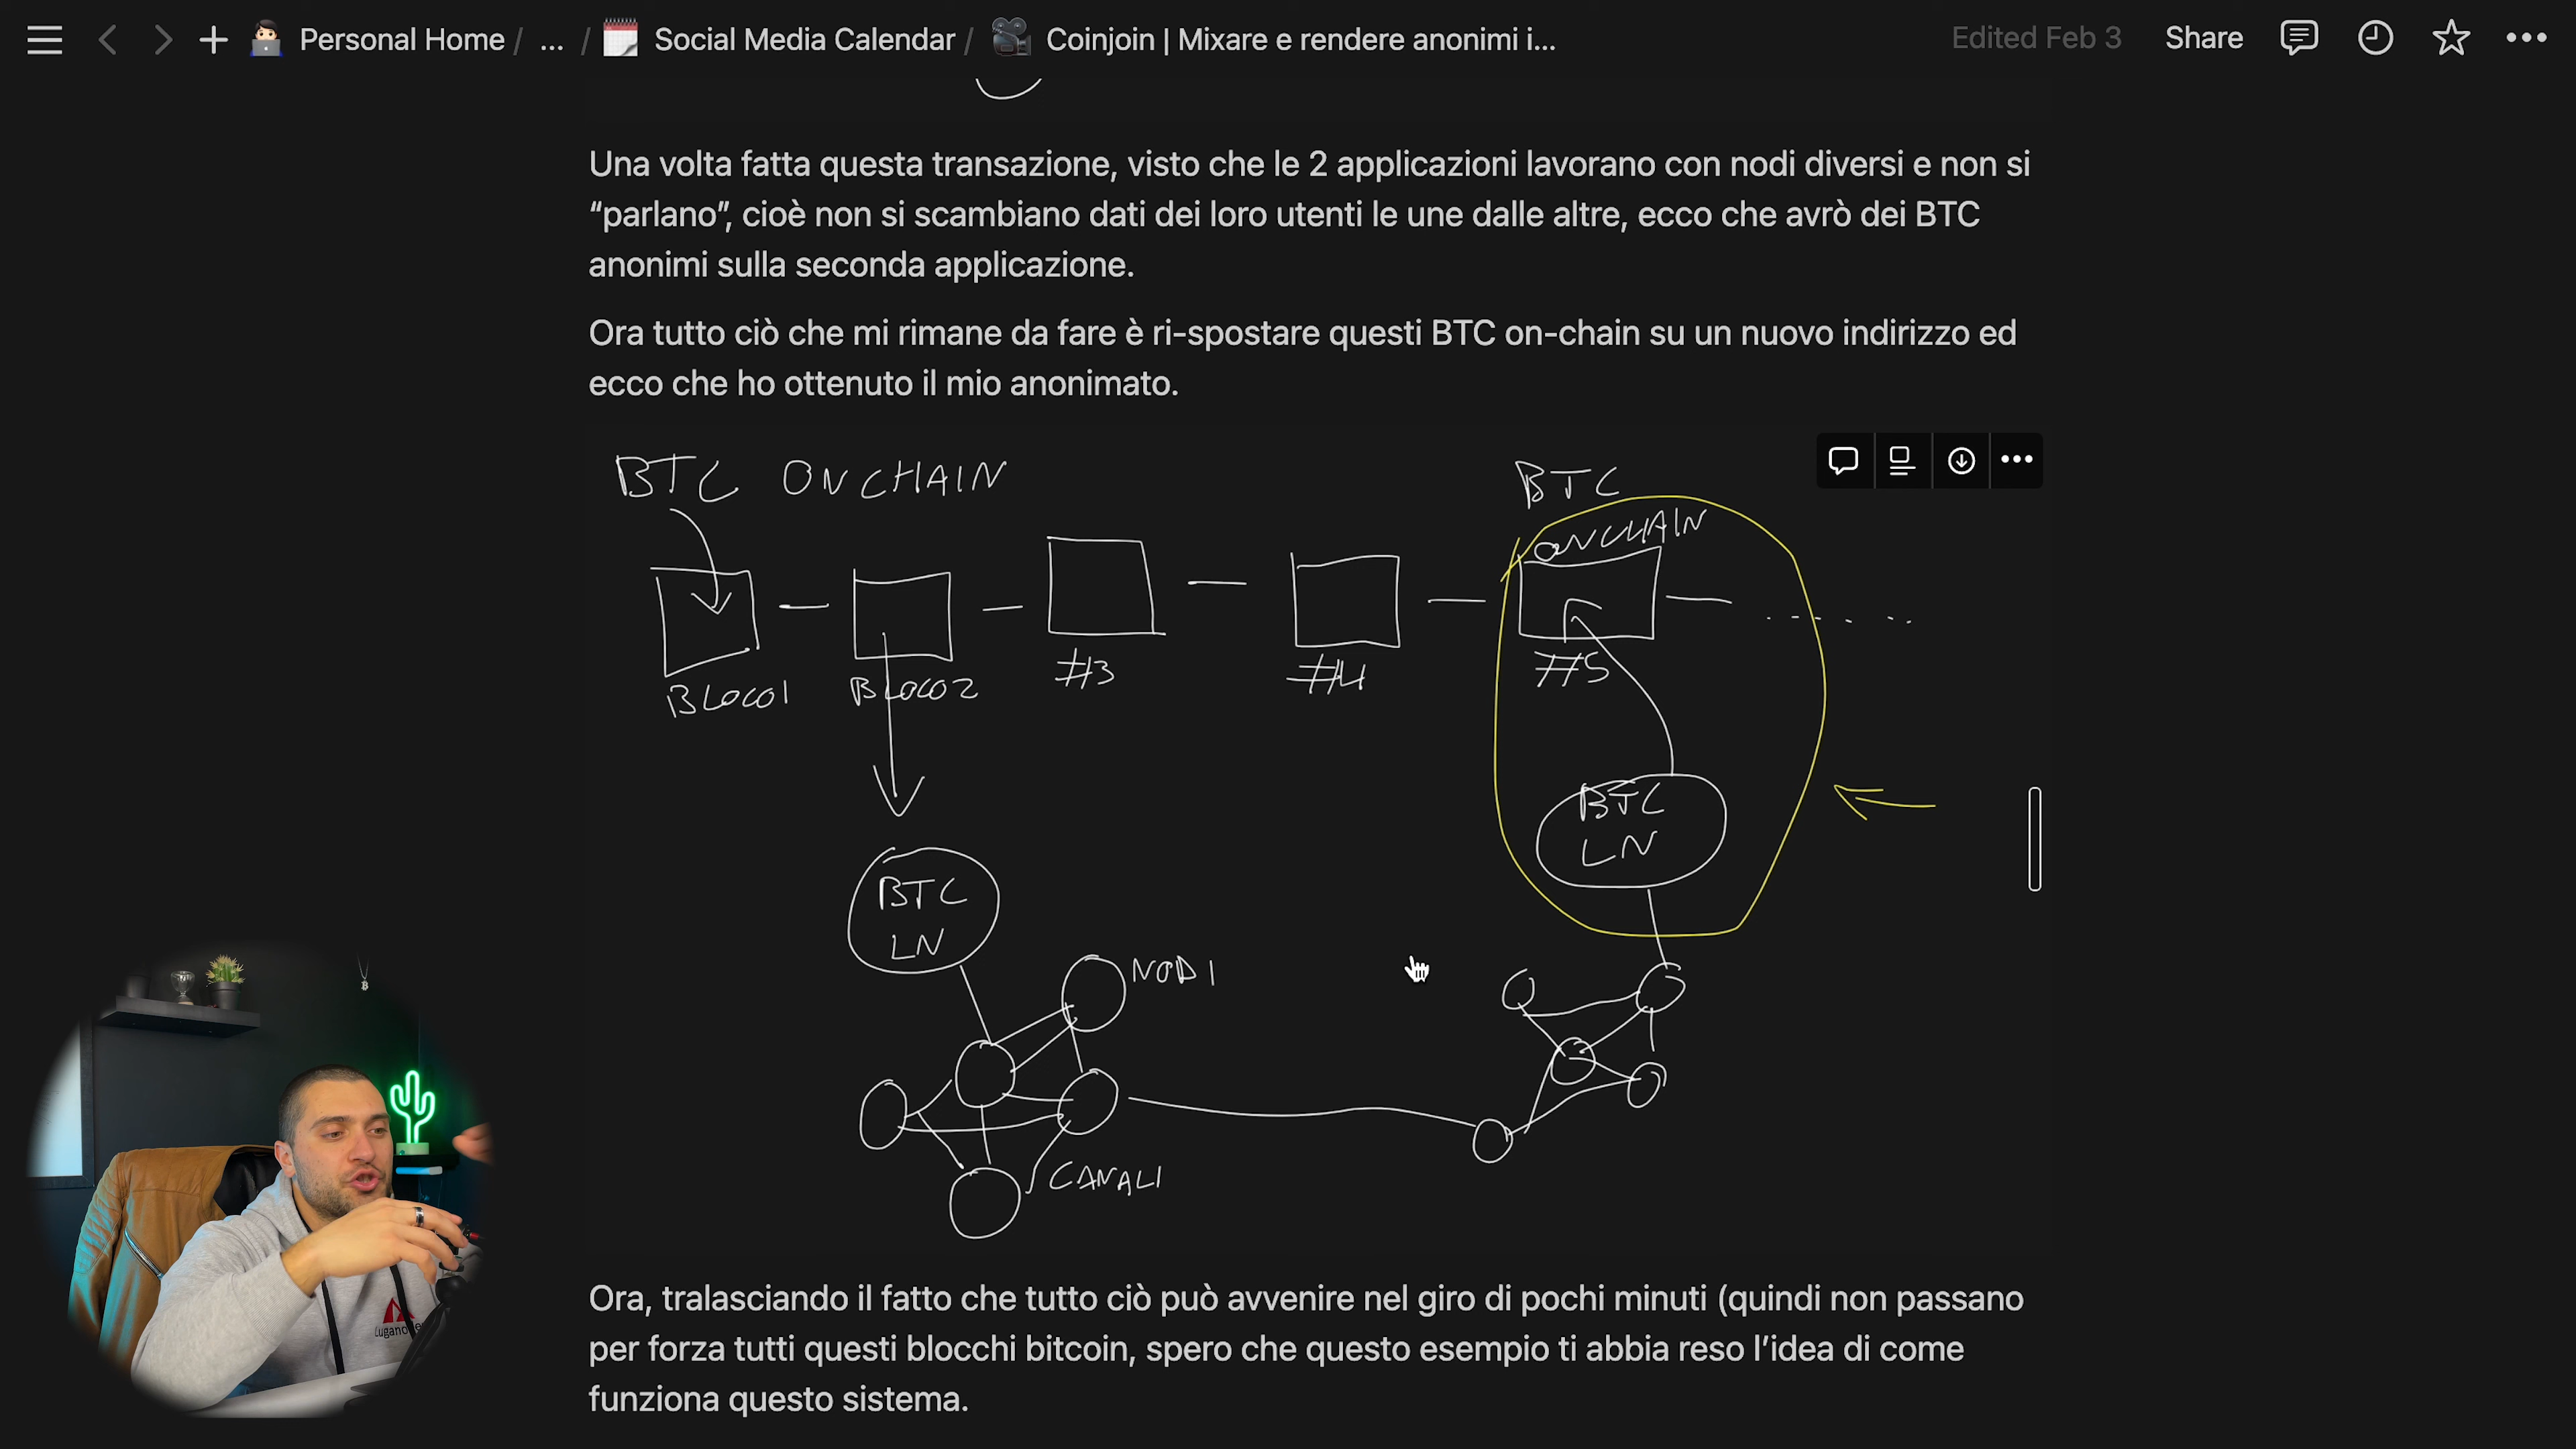 Personal Home / ... / Social Media Calendar / Coinjoin | Mixare e rendere anonimi i...
Edited Feb 3 Share
Una volta fatta questa transazione, visto che le 2 applicazioni lavorano con nodi diversi e non si
“parlano”, cioè non si scambiano dati dei loro utenti le une dalle altre, ecco che avrò dei BTC
anonimi sulla seconda applicazione.
Ora tutto ciò che mi rimane da fare è ri-spostare questi BTC on-chain su un nuovo indirizzo ed
ecco che ho ottenuto il mio anonimato.
BTC ONCHAIN
BTC
ONCHAIN
BLOCO1
BLOCO2
#3
#4
#5
BTC
LN
BTC
LN
NODI
CANALI
Ora, tralasciando il fatto che tutto ciò può avvenire nel giro di pochi minuti (quindi non passano
per forza tutti questi blocchi bitcoin, spero che questo esempio ti abbia reso l’idea di come
funziona questo sistema.